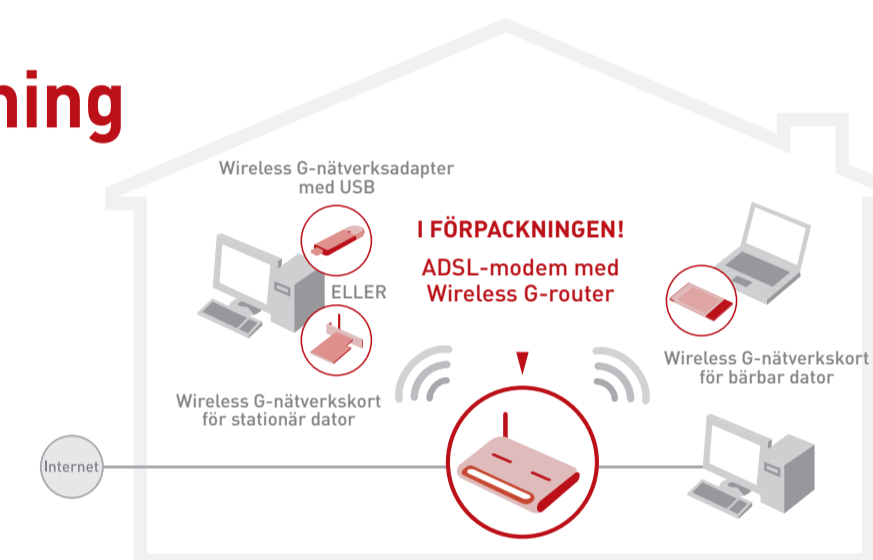 Wireless G-nätverksadapter
med USB
I FÖRPACKNINGEN!
ADSL-modem med
Wireless G-router
ELLER
Wireless G-nätverkskort
för bärbar dator
Wireless G-nätverkskort
för stationär dator
Internet